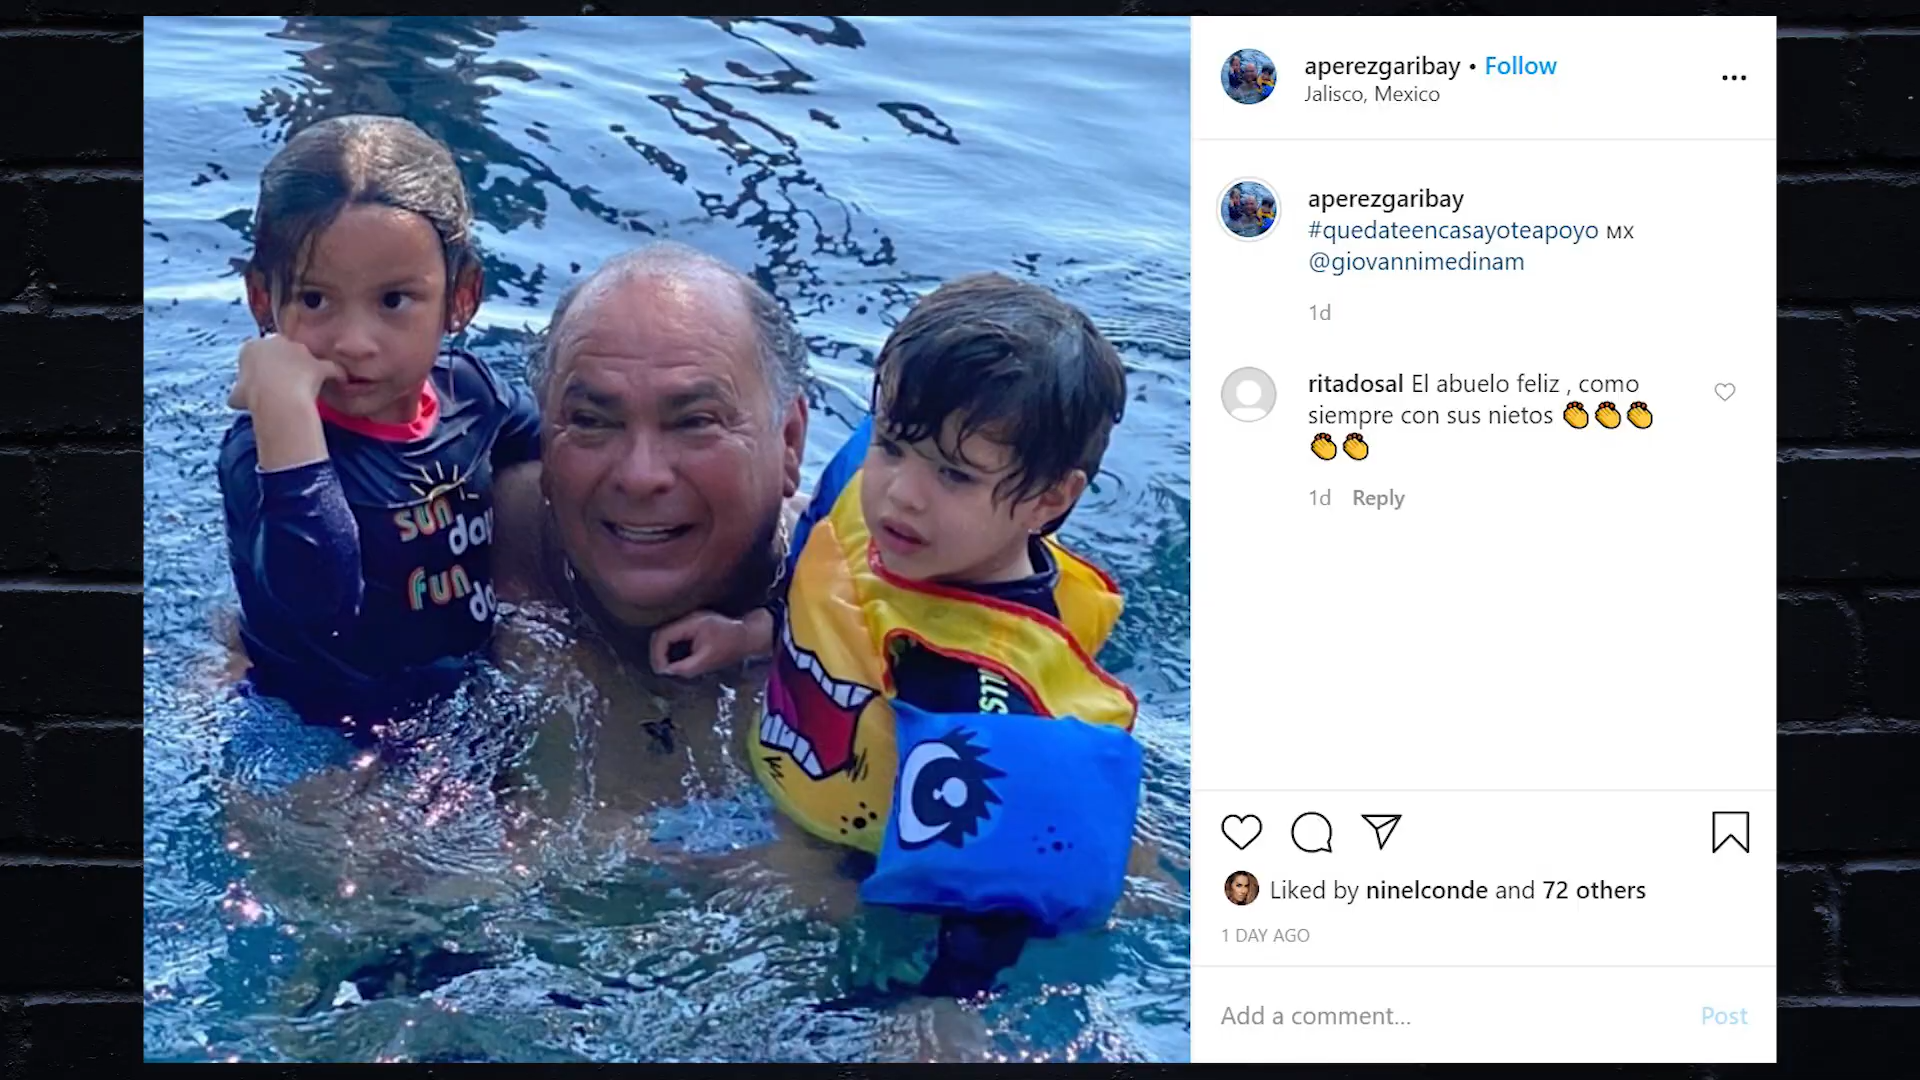 aperezgaribay • Follow
Jalisco, Mexico
aperezgaribay
#quedateencasayoteapoyo MX
@giovannimedinam
1d
ritadosal El abuelo feliz , como
siempre con sus nietos 👏👏👏
👏👏
1d Reply
Liked by ninelconde and 72 others
1 DAY AGO
Add a comment... Post
sun
day
fun